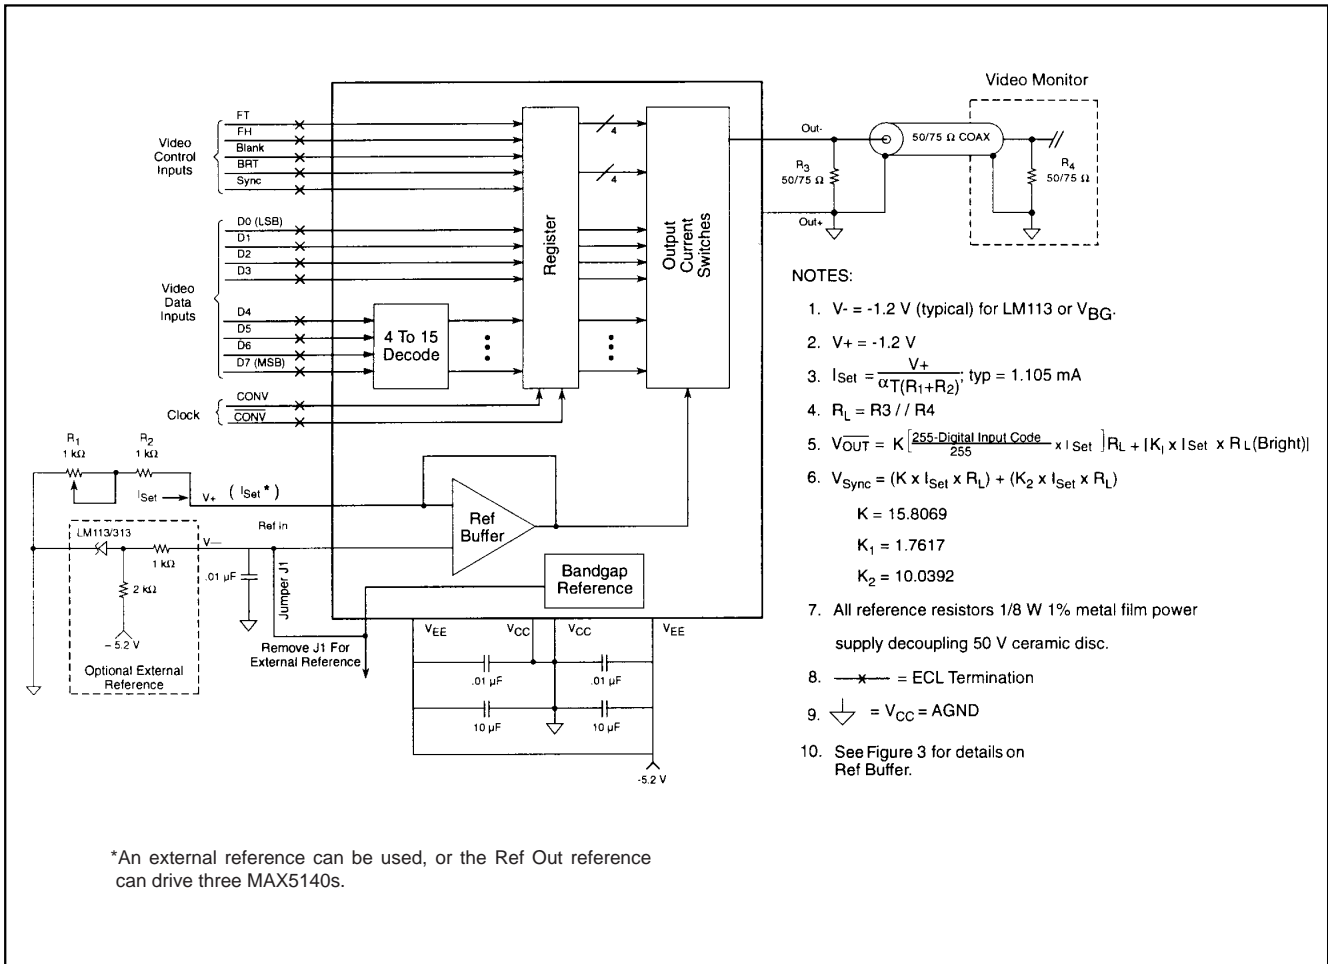 Video Monitor
FT
FH
Blank
BRT
Sync
Video
Control
Inputs
4
4
Out-
50/75 Ω COAX
R3
50/75 Ω
R4
50/75 Ω
Out+
D0 (LSB)
D1
D2
D3
Video
Data
Inputs
D4
D5
D6
D7 (MSB)
4 To 15
Decode
Register
Output
Current
Switches
Clock
CONV
CONV
R1
1 kΩ
R2
1 kΩ
ISet
V+
( ISet* )
Ref in
LM113/313
V—
1 kΩ
2 kΩ
– 5.2 V
.01 µF
Jumper J1
Optional External
Reference
Ref
Buffer
Bandgap
Reference
Remove J1 For
External Reference
VEE
VCC
VCC
VEE
.01 µF
.01 µF
10 µF
10 µF
-5.2 V
NOTES:
1. V- = -1.2 V (typical) for LM113 or VBG.
2. V+ = -1.2 V
3. ISet = V+ / αT(R1+R2); typ = 1.105 mA
4. RL = R3 // R4
5. VOUT = K [ 255-Digital Input Code / 255 x ISet ] RL + |K1 x ISet x RL(Bright)|
6. VSync = (K x ISet x RL) + (K2 x ISet x RL)
K = 15.8069
K1 = 1.7617
K2 = 10.0392
7. All reference resistors 1/8 W 1% metal film power
supply decoupling 50 V ceramic disc.
8. = ECL Termination
9. = VCC = AGND
10. See Figure 3 for details on
Ref Buffer.
*An external reference can be used, or the Ref Out reference
can drive three MAX5140s.